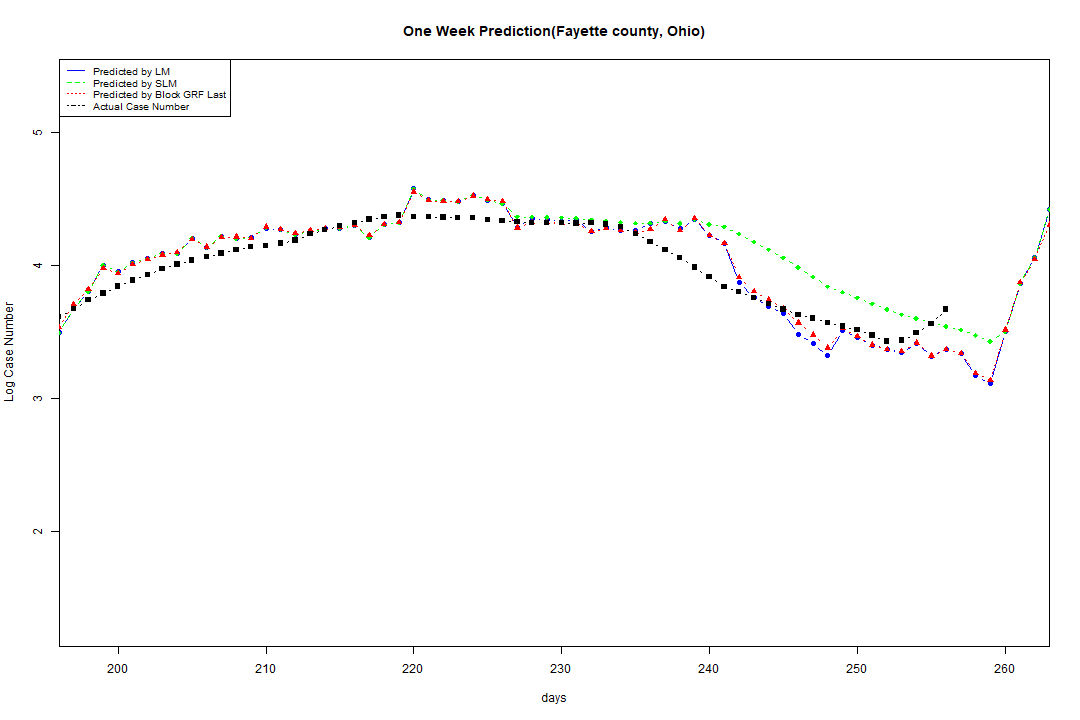 One Week Prediction(Fayette county, Ohio)
Predicted by LM
Predicted by SLM
Predicted by Block GRF Last
Actual Case Number
5
4
3
2
Log Case Number
200 210 220 230 240 250 260
days